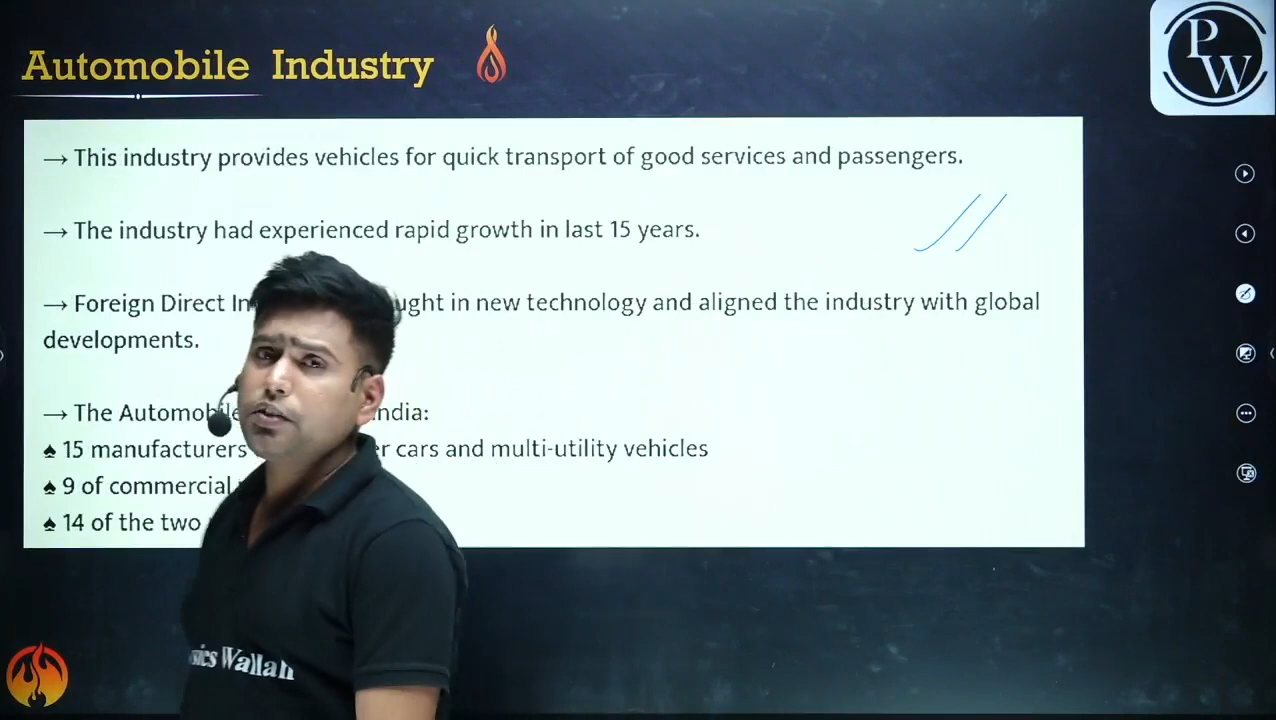 Automobile Industry
P
W
→ This industry provides vehicles for quick transport of good services and passengers.
→ The industry had experienced rapid growth in last 15 years.
→ Foreign Direct In ught in new technology and aligned the industry with global
developments.
→ The Automobile ndia:
♠ 15 manufacturers r cars and multi-utility vehicles
♠ 9 of commercial
♠ 14 of the two
sics Wallah